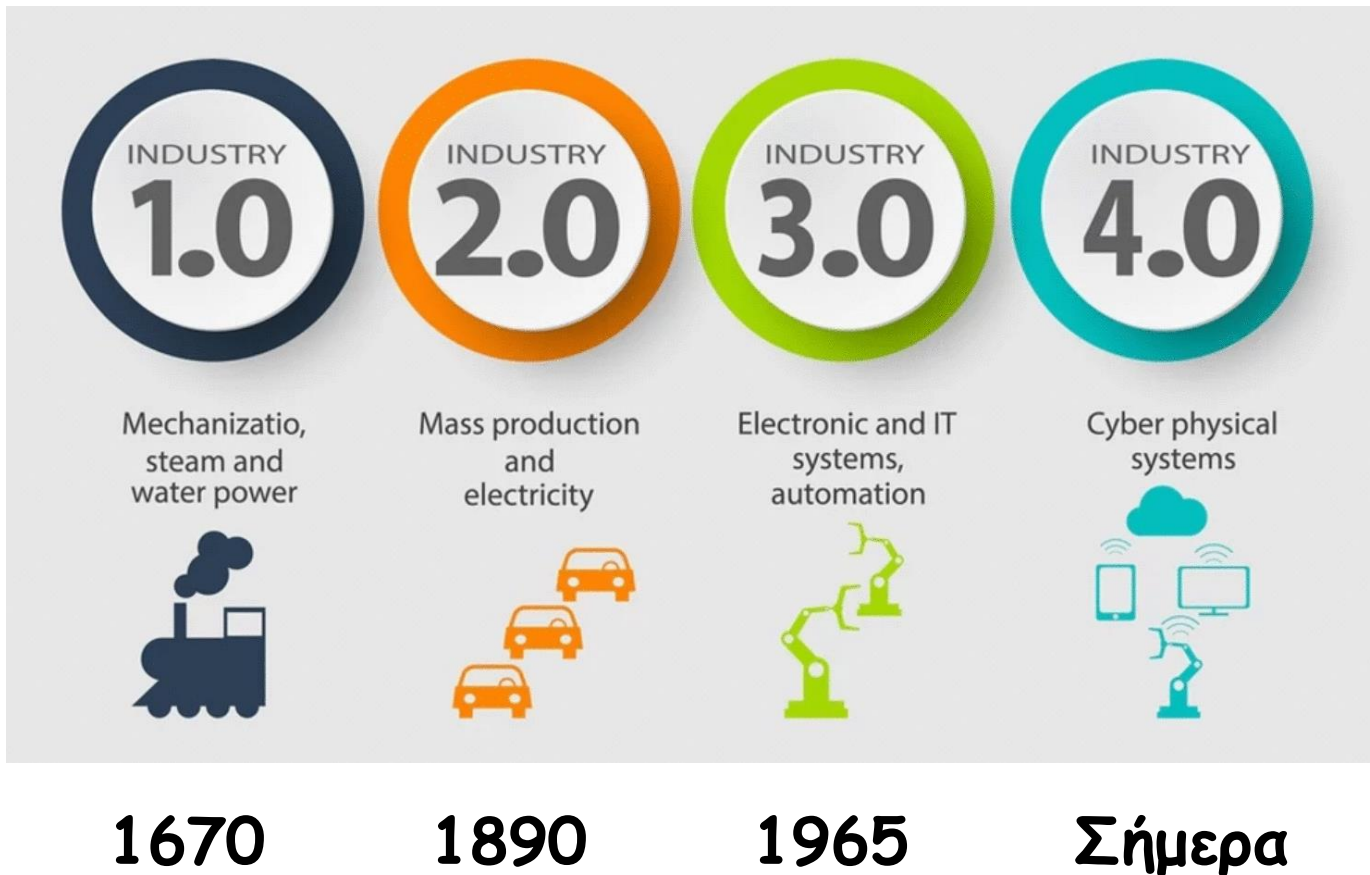 INDUSTRY
1.0
INDUSTRY
2.0
INDUSTRY
3.0
INDUSTRY
4.0
Mechanizatio,
steam and
water power
Mass production
and
electricity
Electronic and IT
systems,
automation
Cyber physical
systems
1670
1890
1965
Σήμερα